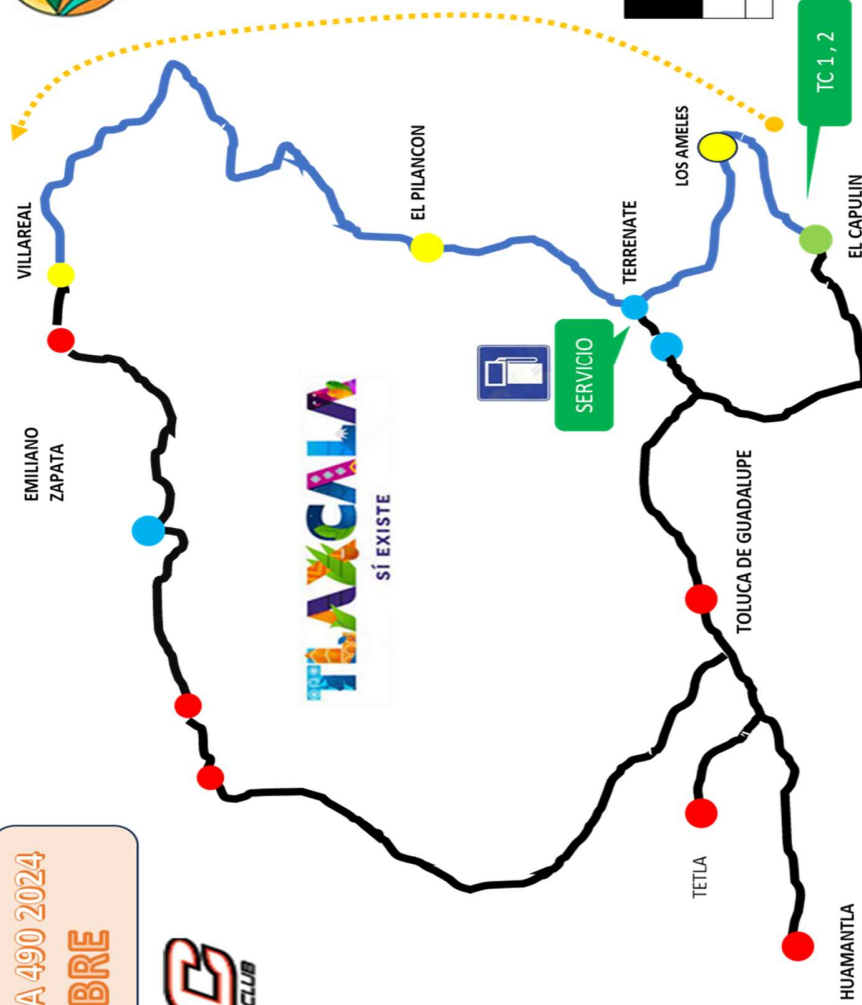 A 490 2024
BRE
CLUB
EMILIANO
ZAPATA
VILLAREAL
EL PILANCON
TERRENATE
LOS AMELES
TC 1 , 2
EL CAPULIN
SERVICIO
TLAXCALA
SÍ EXISTE
TOLUCA DE GUADALUPE
TETLA
HUAMANTLA